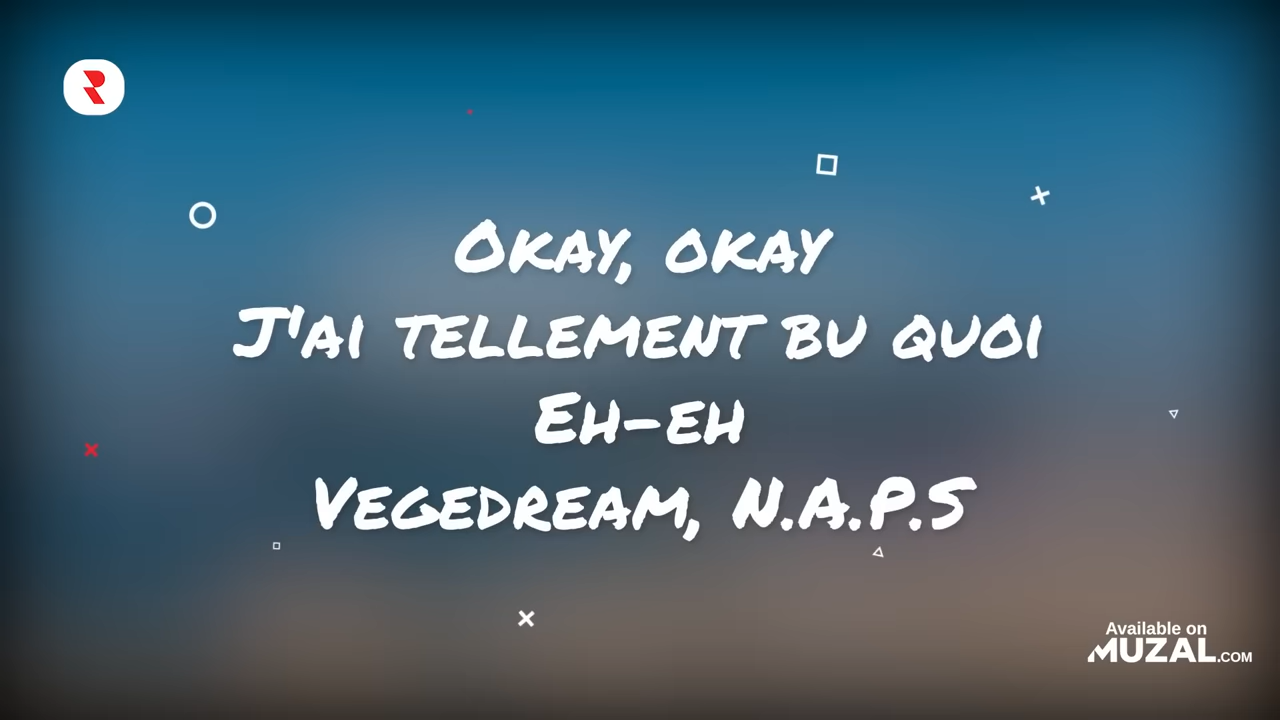 Okay, okay
J'ai tellement bu quoi
Eh-eh
Vegedream, N.A.P.S
Available on
MUZAL.COM